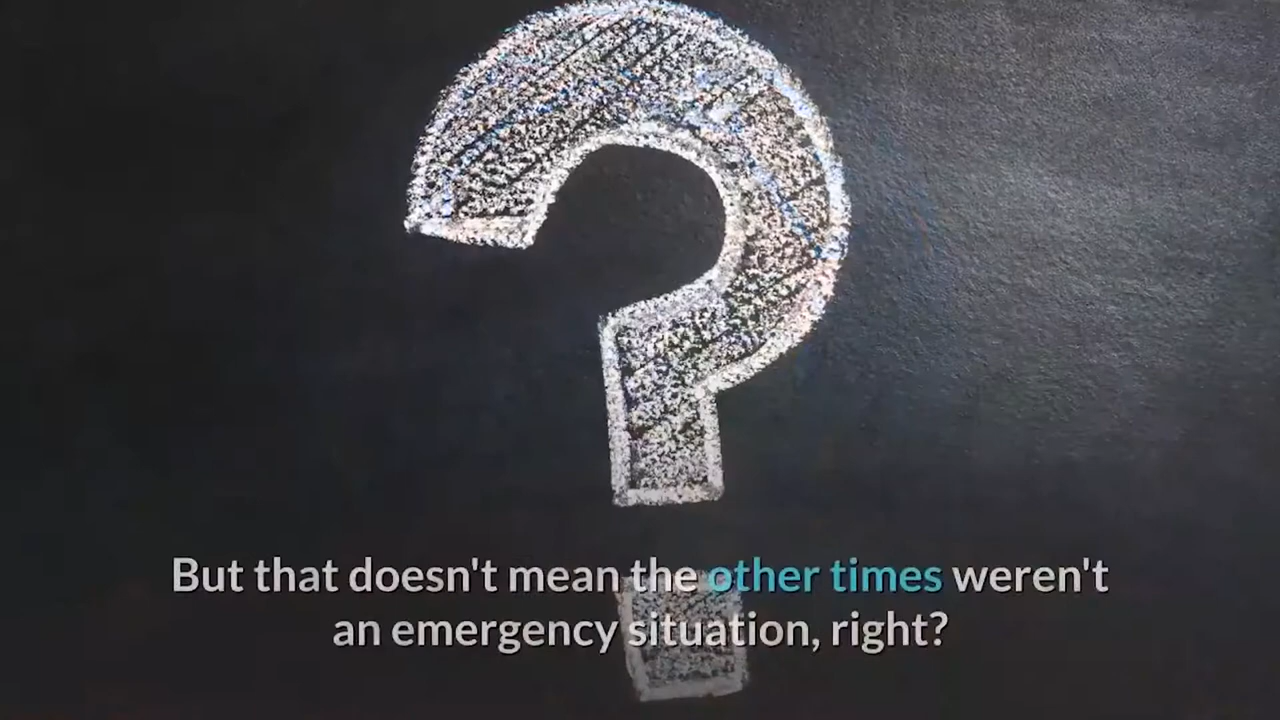 But that doesn't mean the other times weren't
an emergency situation, right?